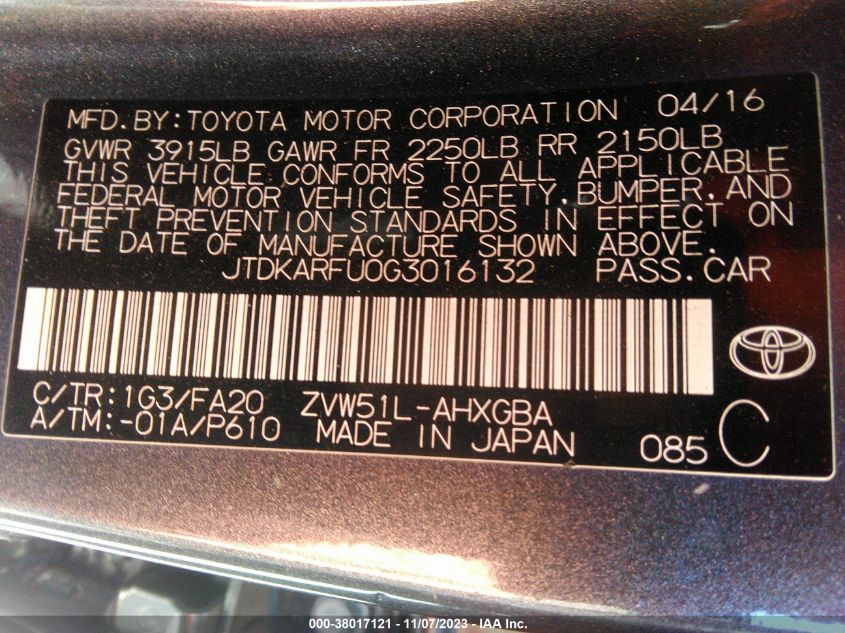 MFD.BY:TOYOTA MOTOR CORPORATION 04/16
GVWR 3915LB GAWR FR 2250LB RR 2150LB
THIS VEHICLE CONFORMS TO ALL APPLICABLE
FEDERAL MOTOR VEHICLE SAFETY,BUMPER,AND
THEFT PREVENTION STANDARDS IN EFFECT ON
THE DATE OF MANUFACTURE SHOWN ABOVE.
JTDKARFU0G3016132 PASS.CAR
C/TR:1G3/FA20 ZVW51L-AHXGBA
A/TM:-01A/P610 MADE IN JAPAN 085 C
000-38017121 - 11/07/2023 - IAA Inc.